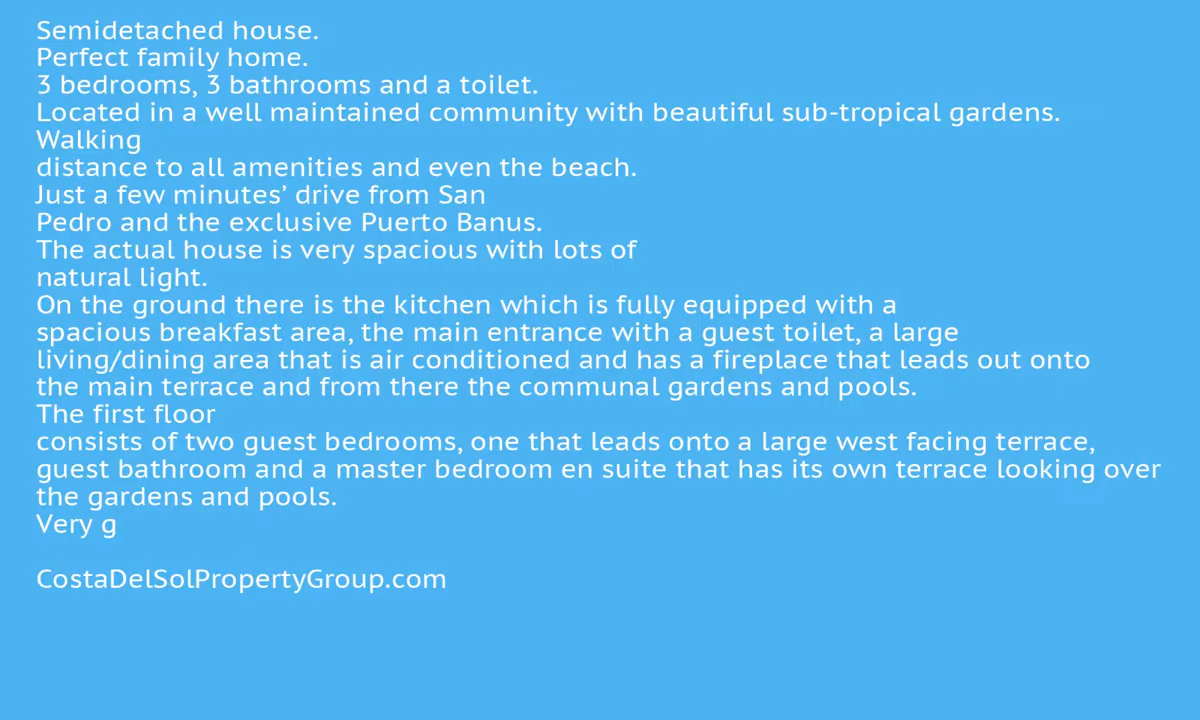 Semidetached house.
Perfect family home.
3 bedrooms, 3 bathrooms and a toilet.
Located in a well maintained community with beautiful sub-tropical gardens.
Walking
distance to all amenities and even the beach.
Just a few minutes’ drive from San
Pedro and the exclusive Puerto Banus.
The actual house is very spacious with lots of
natural light.
On the ground there is the kitchen which is fully equipped with a
spacious breakfast area, the main entrance with a guest toilet, a large
living/dining area that is air conditioned and has a fireplace that leads out onto
the main terrace and from there the communal gardens and pools.
The first floor
consists of two guest bedrooms, one that leads onto a large west facing terrace,
guest bathroom and a master bedroom en suite that has its own terrace looking over
the gardens and pools.
Very g
CostaDelSolPropertyGroup.com